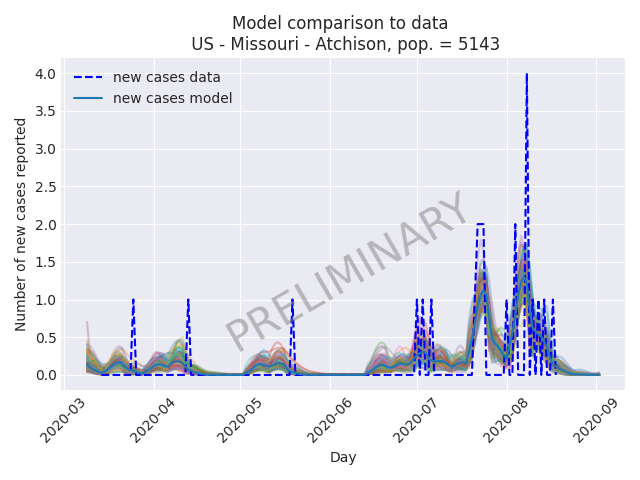 Model comparison to data
US - Missouri - Atchison, pop. = 5143
new cases data
new cases model
PRELIMINARY
Number of new cases reported
4.0
3.5
3.0
2.5
2.0
1.5
1.0
0.5
0.0
2020-03
2020-04
2020-05
2020-06
2020-07
2020-08
2020-09
Day